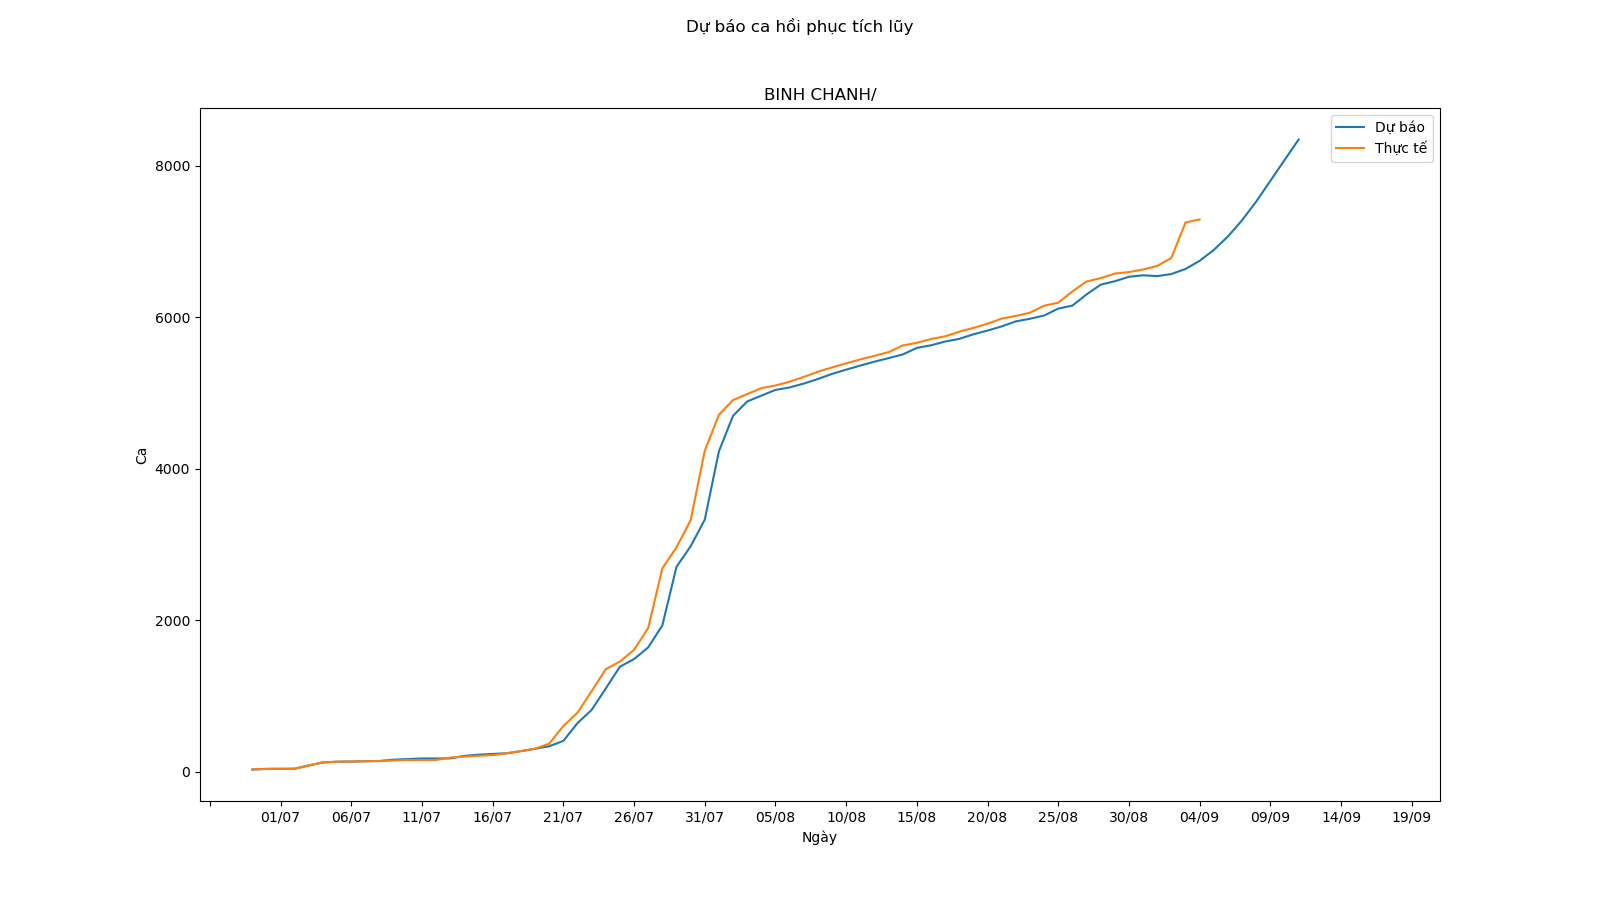 Dự báo ca hồi phục tích lũy
BINH CHANH/
Dự báo
Thực tế
Ca
8000
6000
4000
2000
0
01/07 06/07 11/07 16/07 21/07 26/07 31/07 05/08 10/08 15/08 20/08 25/08 30/08 04/09 09/09 14/09 19/09
Ngày